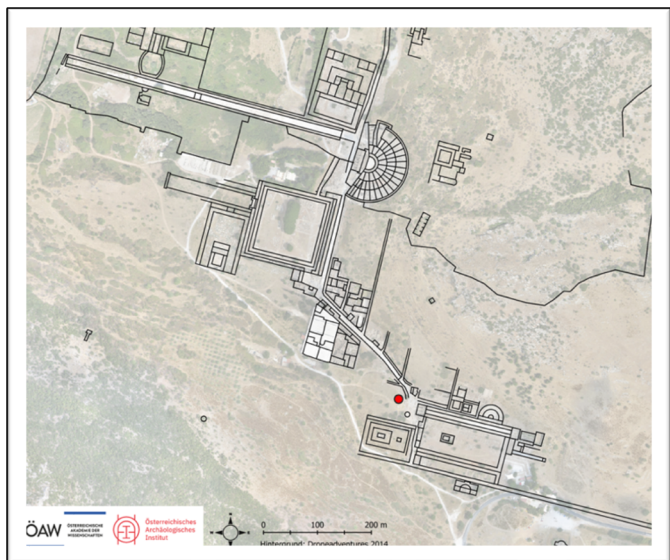 ÖAW
ÖSTERREICHISCHE
AKADEMIE DER
WISSENSCHAFTEN
Österreichisches
Archäologisches
Institut
0 100 200 m
Hintergrund: Droneadventures 2014